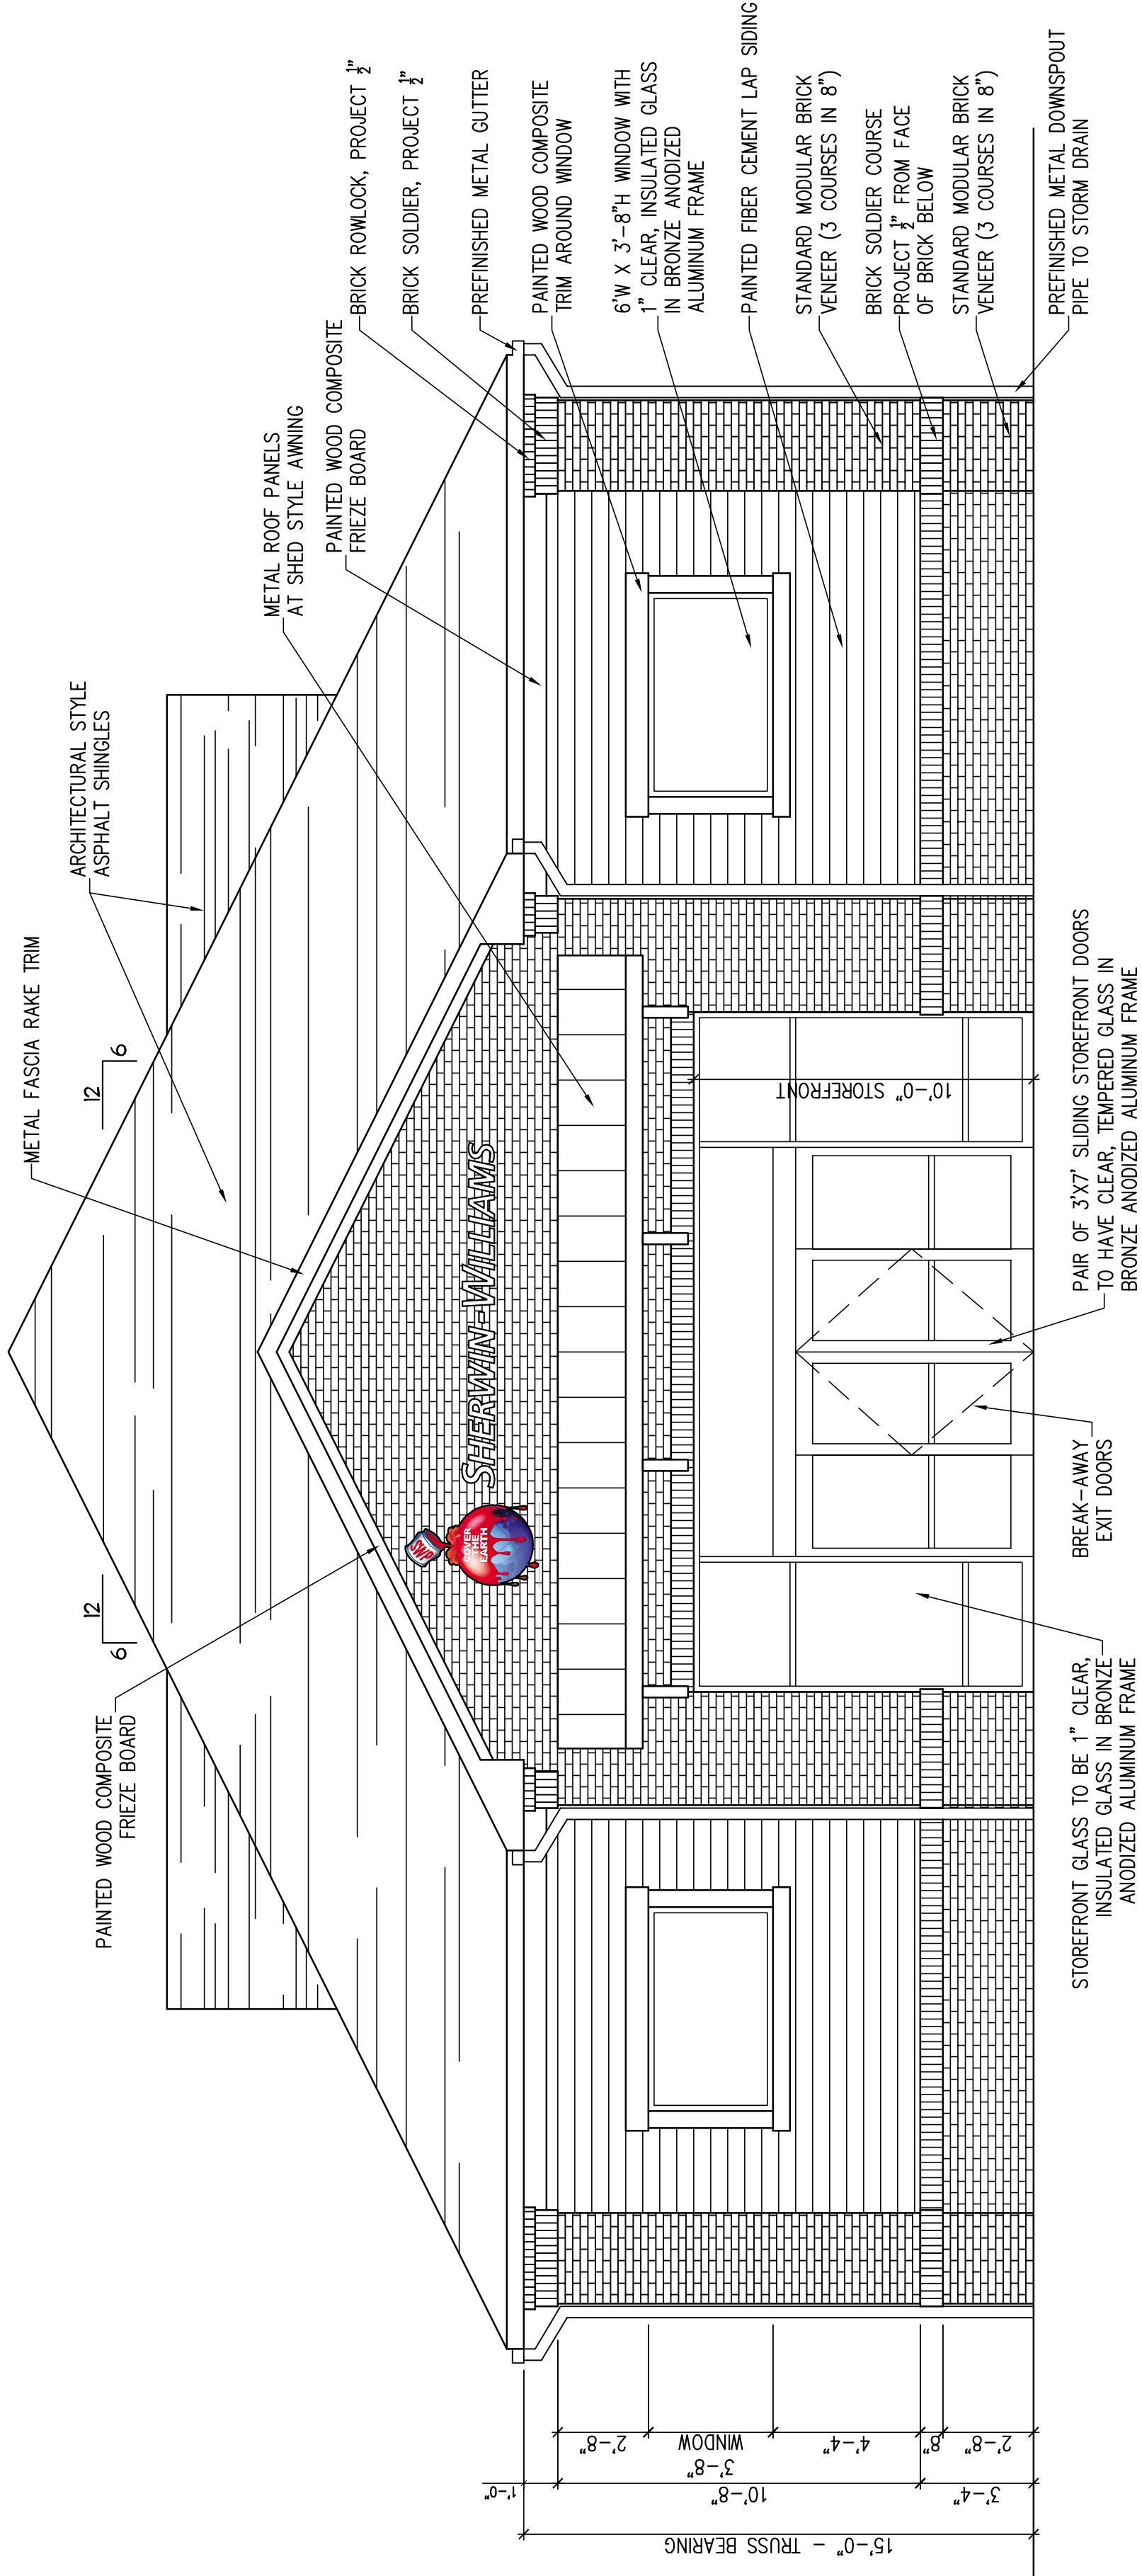 METAL FASCIA RAKE TRIM
ARCHITECTURAL STYLE
ASPHALT SHINGLES
PAINTED WOOD COMPOSITE
FRIEZE BOARD
12
6
12
6
METAL ROOF PANELS
AT SHED STYLE AWNING
PAINTED WOOD COMPOSITE
FRIEZE BOARD
BRICK ROWLOCK, PROJECT ½"
BRICK SOLDIER, PROJECT ½"
PREFINISHED METAL GUTTER
PAINTED WOOD COMPOSITE
TRIM AROUND WINDOW
6'W X 3'-8"H WINDOW WITH
1" CLEAR, INSULATED GLASS
IN BRONZE ANODIZED
ALUMINUM FRAME
PAINTED FIBER CEMENT LAP SIDING
STANDARD MODULAR BRICK
VENEER (3 COURSES IN 8")
BRICK SOLDIER COURSE
PROJECT ½" FROM FACE
OF BRICK BELOW
STANDARD MODULAR BRICK
VENEER (3 COURSES IN 8")
PREFINISHED METAL DOWNSPOUT
PIPE TO STORM DRAIN
SWP
COVER
THE
EARTH
SHERWIN-WILLIAMS
10'-0" STOREFRONT
1'-0"
2'-8"
3'-8"
WINDOW
4'-4"
8"
2'-8"
10'-8"
3'-4"
15'-0" - TRUSS BEARING
STOREFRONT GLASS TO BE 1" CLEAR,
INSULATED GLASS IN BRONZE
ANODIZED ALUMINUM FRAME
BREAK-AWAY
EXIT DOORS
PAIR OF 3'X7' SLIDING STOREFRONT DOORS
TO HAVE CLEAR, TEMPERED GLASS IN
BRONZE ANODIZED ALUMINUM FRAME